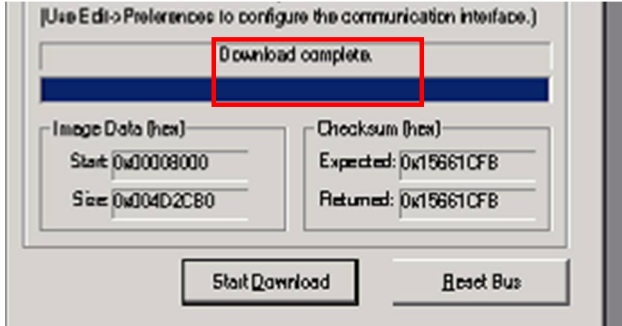 (Use Edit->Preferences to configure the communication interface.)
Download complete.
Image Data (hex)
Start: 0x00008000
Size: 0x004D2CB0
Checksum (hex)
Expected: 0x15661CFB
Returned: 0x15661CFB
Start Download
Reset Bus